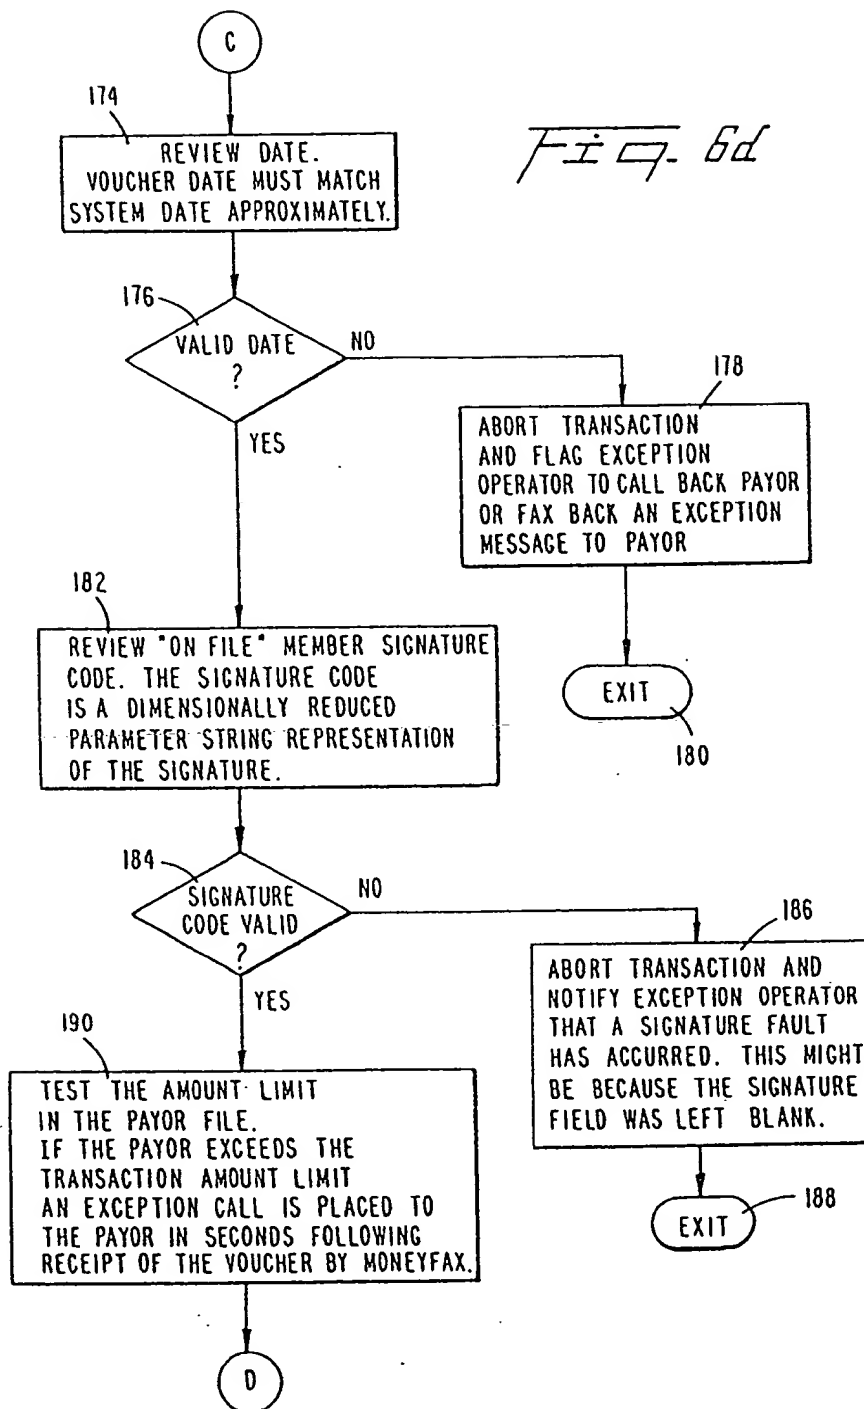 C
Fig. 6d
174
REVIEW DATE.
VOUCHER DATE MUST MATCH
SYSTEM DATE APPROXIMATELY.
176
VALID DATE
?
NO
YES
178
ABORT TRANSACTION
AND FLAG EXCEPTION
OPERATOR TO CALL BACK PAYOR
OR FAX BACK AN EXCEPTION
MESSAGE TO PAYOR
EXIT
180
182
REVIEW "ON FILE" MEMBER SIGNATURE
CODE. THE SIGNATURE CODE
IS A DIMENSIONALLY REDUCED
PARAMETER STRING REPRESENTATION
OF THE SIGNATURE.
184
SIGNATURE
CODE VALID
?
NO
YES
186
ABORT TRANSACTION AND
NOTIFY EXCEPTION OPERATOR
THAT A SIGNATURE FAULT
HAS ACCURRED. THIS MIGHT
BE BECAUSE THE SIGNATURE
FIELD WAS LEFT BLANK.
EXIT
188
190
TEST THE AMOUNT LIMIT
IN THE PAYOR FILE.
IF THE PAYOR EXCEEDS THE
TRANSACTION AMOUNT LIMIT
AN EXCEPTION CALL IS PLACED TO
THE PAYOR IN SECONDS FOLLOWING
RECEIPT OF THE VOUCHER BY MONEYFAX.
D